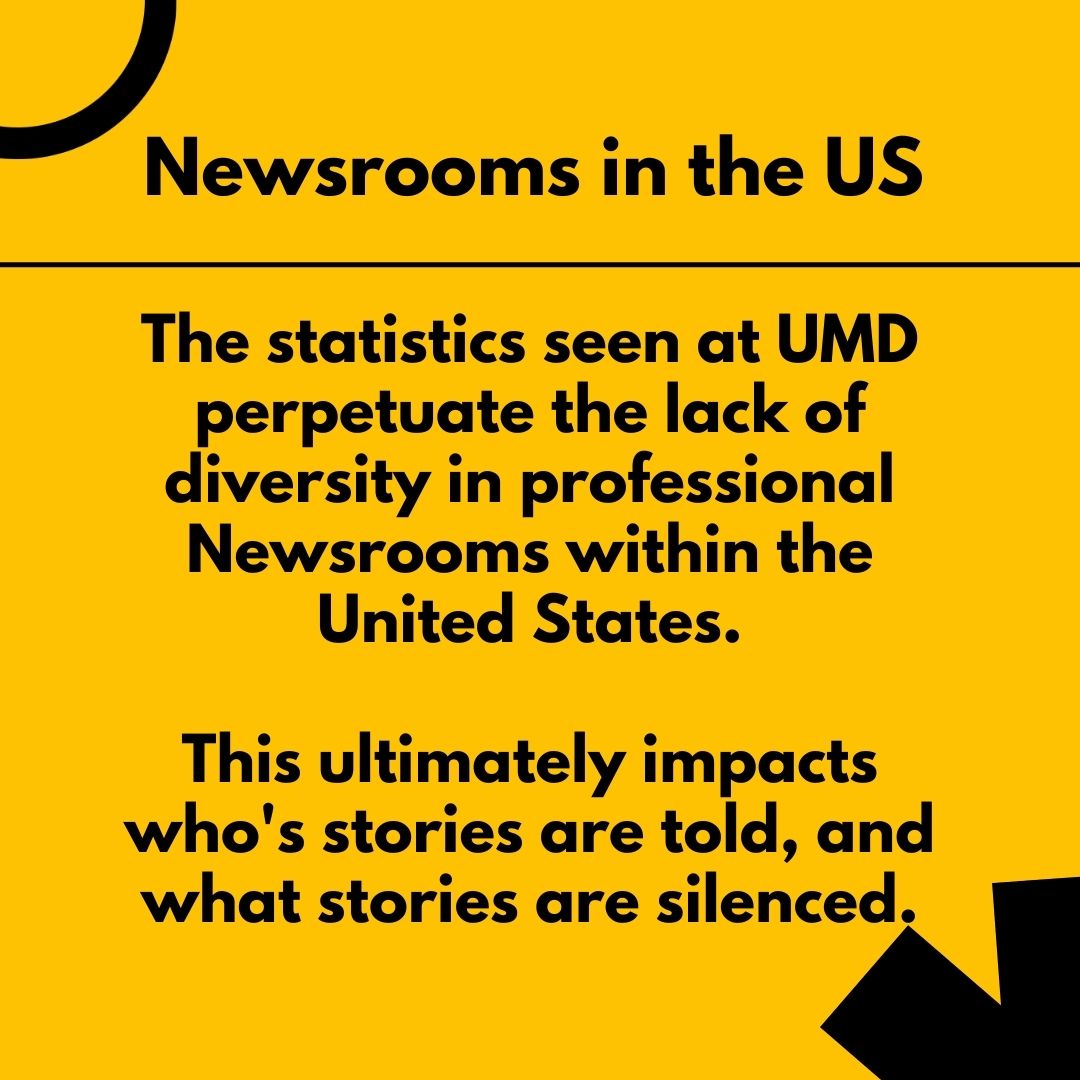 Newsrooms in the US
The statistics seen at UMD
perpetuate the lack of
diversity in professional
Newsrooms within the
United States.
This ultimately impacts
who's stories are told, and
what stories are silenced.